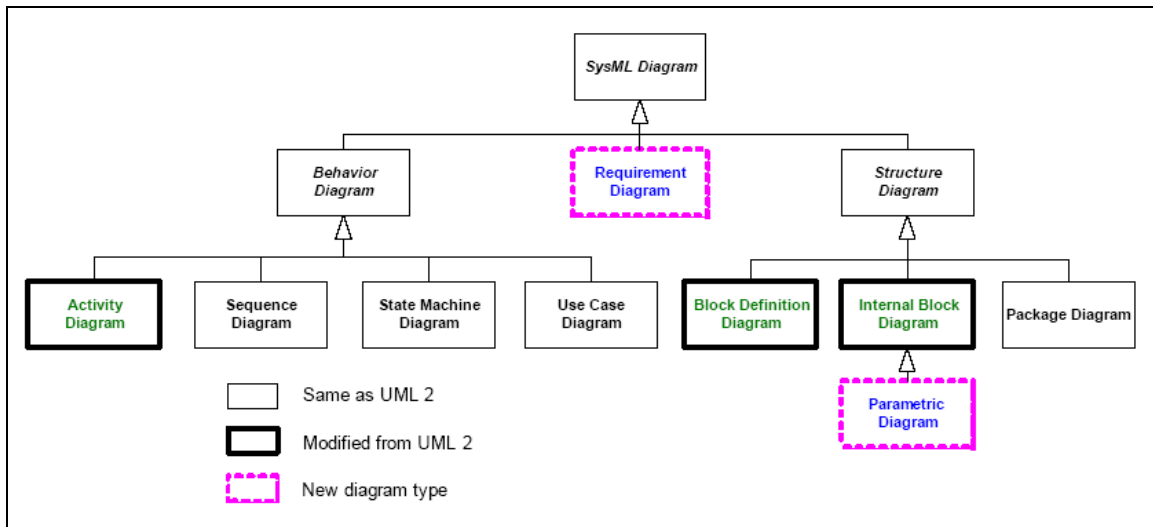 SysML Diagram
Behavior
Diagram
Requirement
Diagram
Structure
Diagram
Activity
Diagram
Sequence
Diagram
State Machine
Diagram
Use Case
Diagram
Block Definition
Diagram
Internal Block
Diagram
Package Diagram
Parametric
Diagram
Same as UML 2
Modified from UML 2
New diagram type